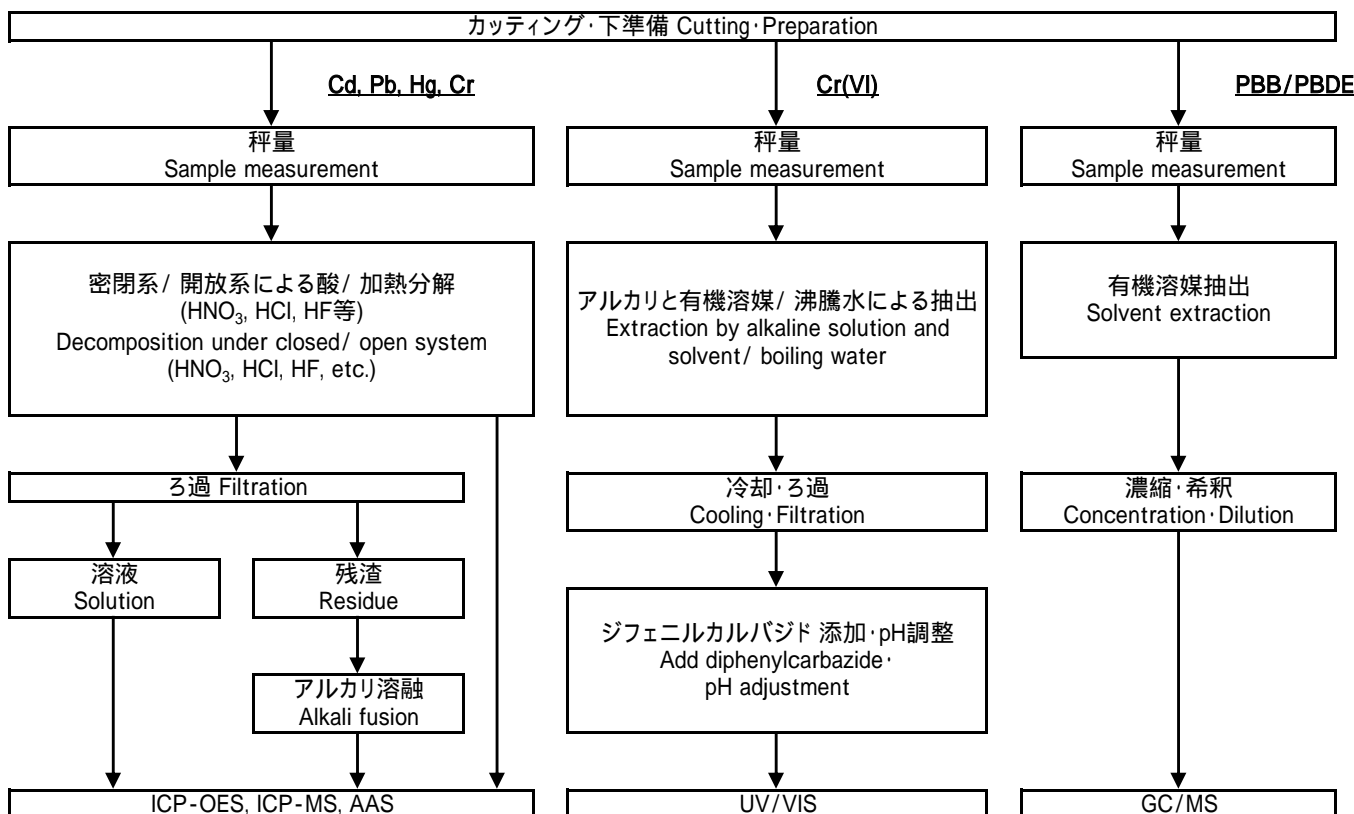 カッティング･下準備 Cutting･Preparation
Cd, Pb, Hg, Cr
Cr(VI)
PBB/PBDE
秤量
Sample measurement
秤量
Sample measurement
秤量
Sample measurement
密閉系/ 開放系による酸/ 加熱分解
(HNO₃, HCl, HF等)
Decomposition under closed/ open system
(HNO₃, HCl, HF, etc.)
アルカリと有機溶媒/ 沸騰水による抽出
Extraction by alkaline solution and
solvent/ boiling water
有機溶媒抽出
Solvent extraction
ろ過 Filtration
冷却･ろ過
Cooling･Filtration
濃縮･希釈
Concentration･Dilution
溶液
Solution
残渣
Residue
アルカリ溶融
Alkali fusion
ジフェニルカルバジド 添加･pH調整
Add diphenylcarbazide･
pH adjustment
ICP-OES, ICP-MS, AAS
UV/VIS
GC/MS